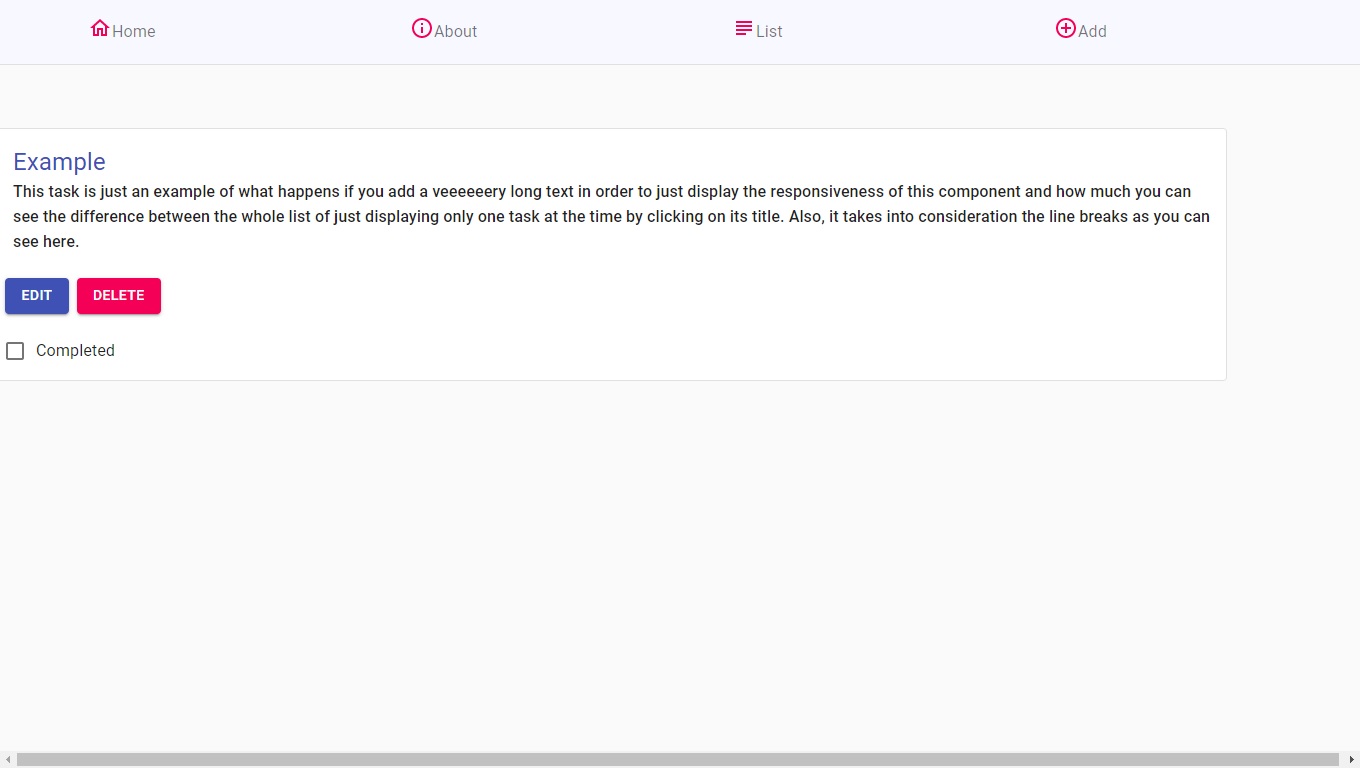 Home About List Add
Example
This task is just an example of what happens if you add a veeeeeery long text in order to just display the responsiveness of this component and how much you can
see the difference between the whole list of just displaying only one task at the time by clicking on its title. Also, it takes into consideration the line breaks as you can
see here.
EDIT DELETE
Completed